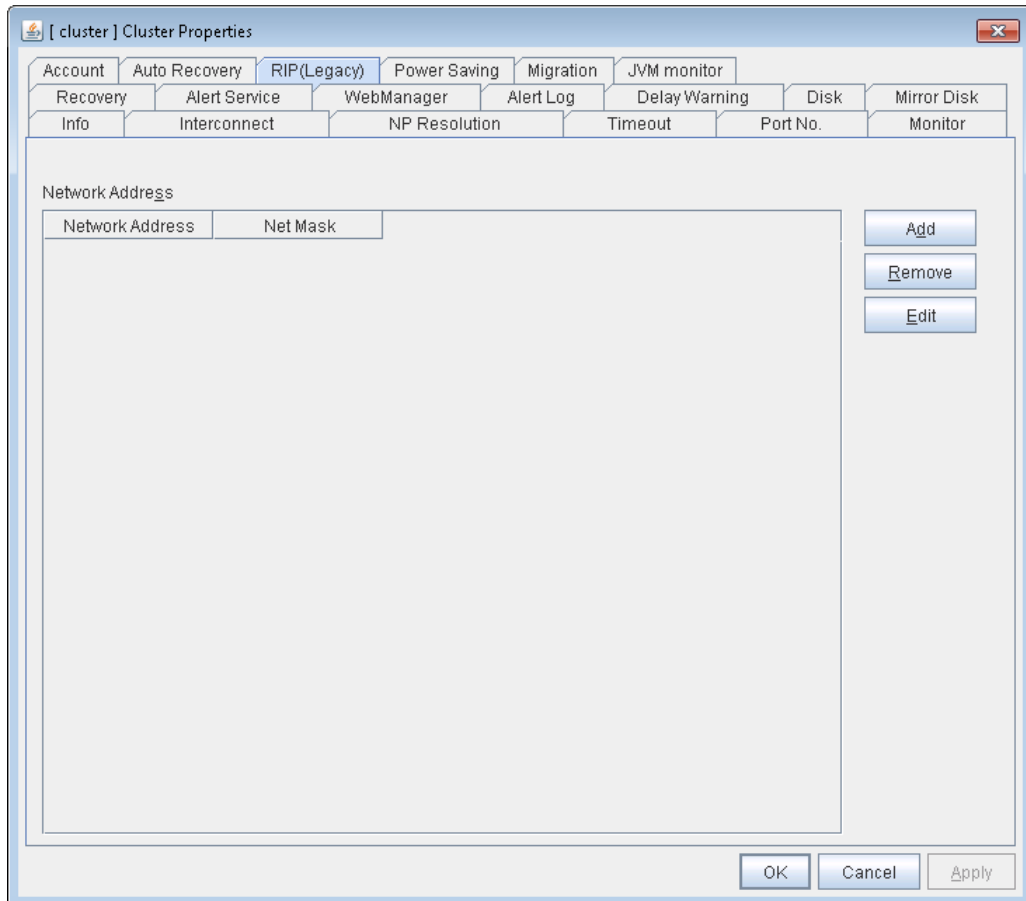 [ cluster ] Cluster Properties
Account Auto Recovery RIP(Legacy) Power Saving Migration JVM monitor
Recovery Alert Service WebManager Alert Log Delay Warning Disk Mirror Disk
Info Interconnect NP Resolution Timeout Port No. Monitor
Network Address
Network Address Net Mask
Add
Remove
Edit
OK Cancel Apply